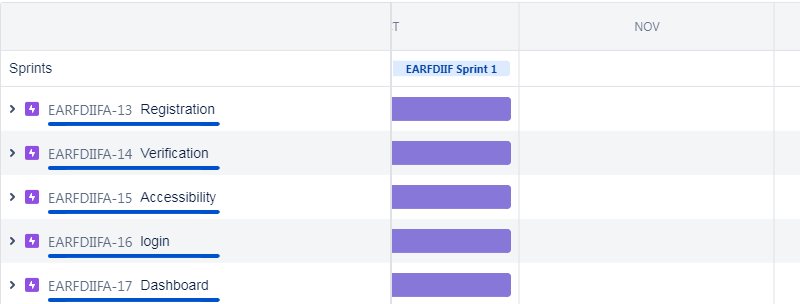 T NOV
Sprints EARFDIIF Sprint 1
EARFDIIFA-13 Registration
EARFDIIFA-14 Verification
EARFDIIFA-15 Accessibility
EARFDIIFA-16 login
EARFDIIFA-17 Dashboard